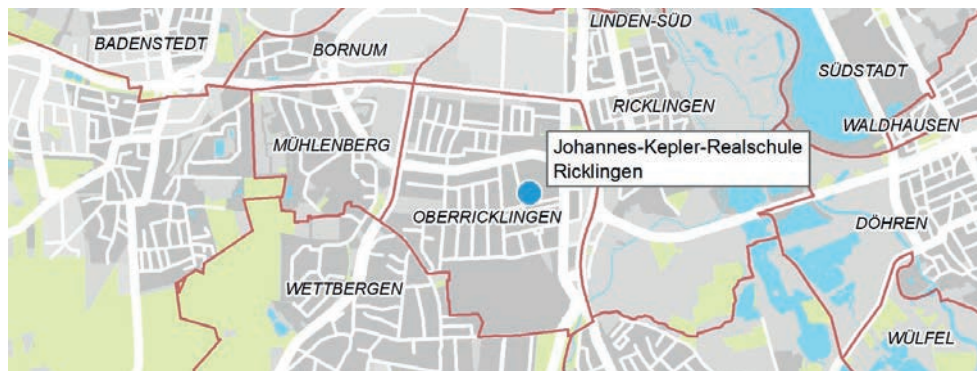 LINDEN-SÜD
BADENSTEDT
BORNUM
SÜDSTADT
RICKLINGEN
WALDHAUSEN
MÜHLENBERG
Johannes-Kepler-Realschule
Ricklingen
OBERRICKLINGEN
DÖHREN
WETTBERGEN
WÜLFEL